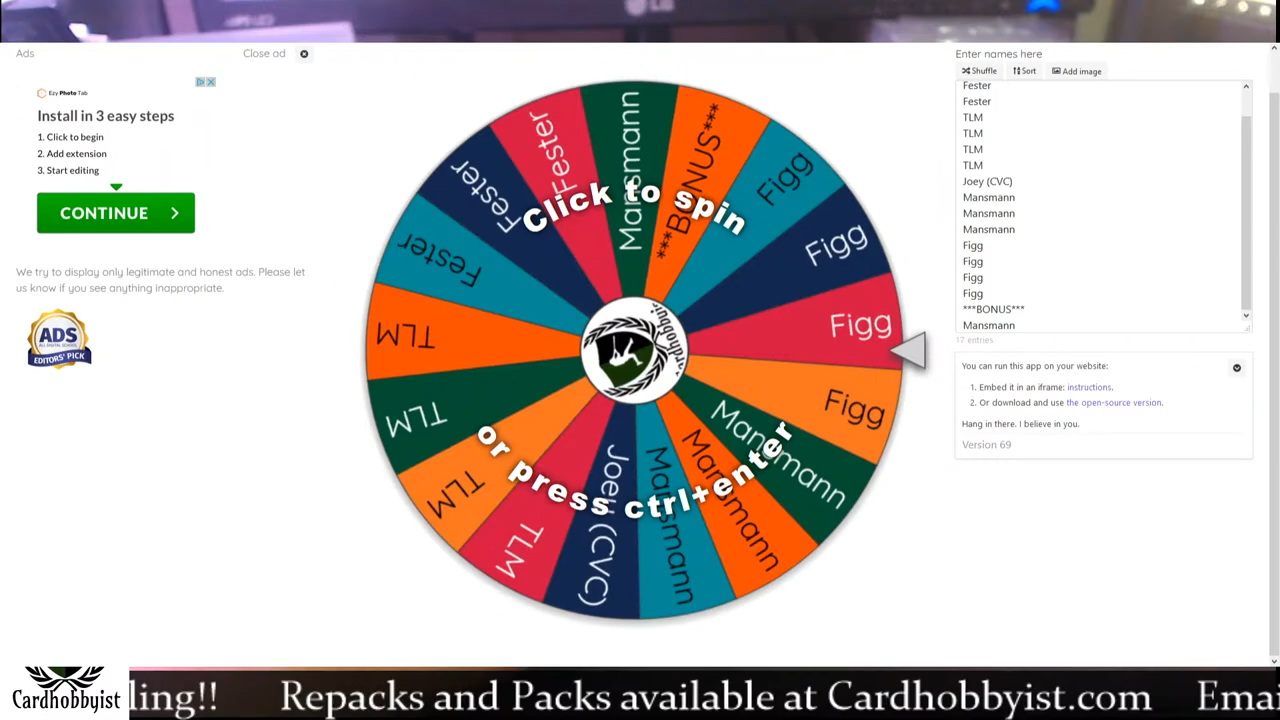 LG
Ads
Close ad
Ezy Photo Tab
Install in 3 easy steps
1. Click to begin
2. Add extension
3. Start editing
CONTINUE
We try to display only legitimate and honest ads. Please let
us know if you see anything inappropriate.
ADS
EDITORS' PICK
Mansmann
***BONUS***
Figg
Figg
Figg
Figg
Mansmann
Mansmann
Mansmann
Joey (CVC)
TLM
TLM
TLM
TLM
Fester
Fester
Fester
Click to spin
or press ctrl+enter
Cardhobbyist
Enter names here
Shuffle
Sort
Add image
Fester
Fester
TLM
TLM
TLM
TLM
Joey (CVC)
Mansmann
Mansmann
Mansmann
Figg
Figg
Figg
Figg
***BONUS***
Mansmann
17 entries
You can run this app on your website:
1. Embed it in an iframe: instructions.
2. Or download and use the open-source version.
Hang in there. I believe in you.
Version 69
Cardhobbyist
ling!! Repacks and Packs available at Cardhobbyist.com Emai